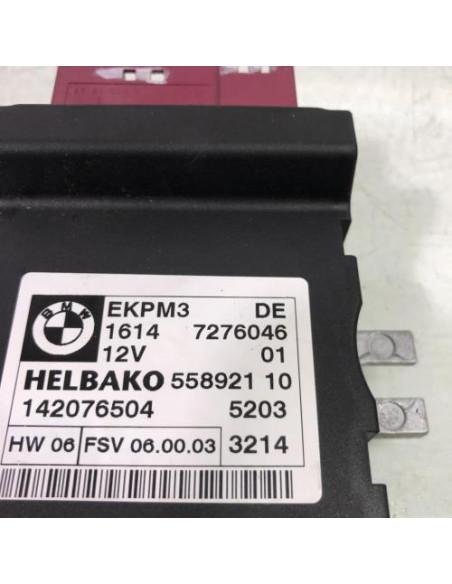 BMW
EKPM3 DE
1614 7276046
12V 01
HELBAKO 558921 10
142076504 5203
HW 06 FSV 06.00.03 3214